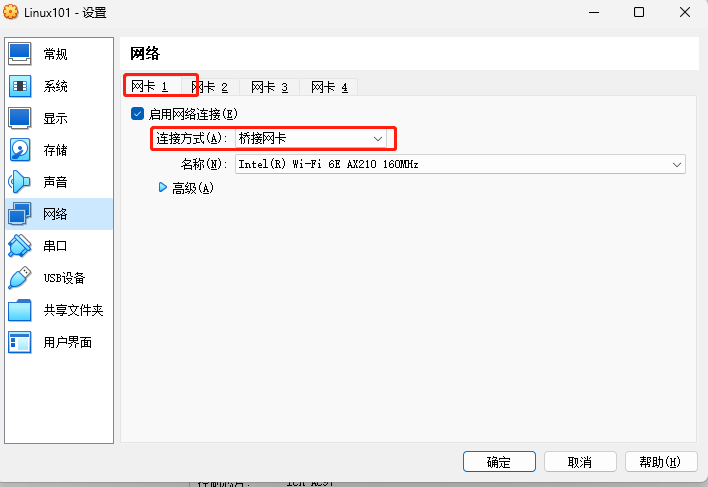 Linux101 - 设置
常规
系统
显示
存储
声音
网络
串口
USB设备
共享文件夹
用户界面
网络
网卡 1
网卡 2
网卡 3
网卡 4
启用网络连接(E)
连接方式(A): 桥接网卡
名称(N): Intel(R) Wi-Fi 6E AX210 160MHz
高级(A)
确定
取消
帮助(H)